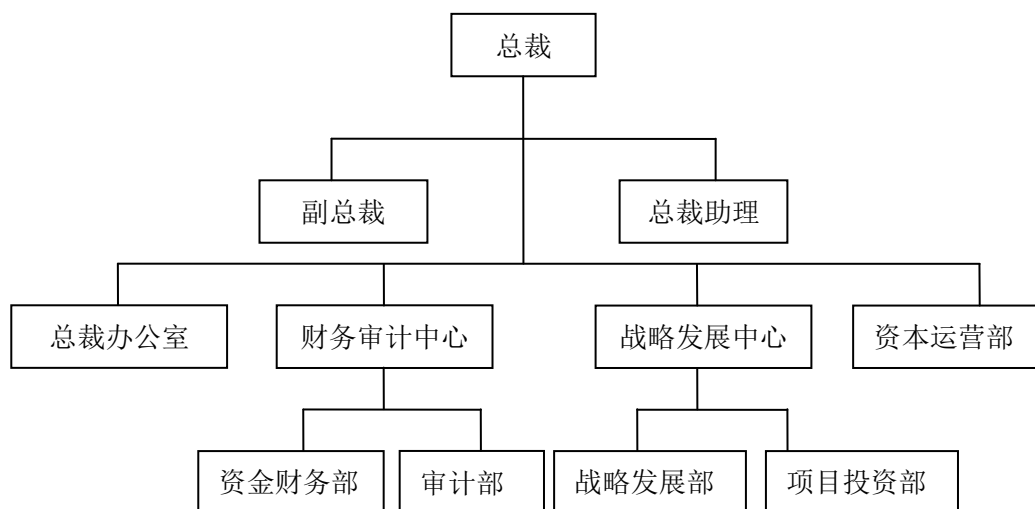 总裁
副总裁
总裁助理
总裁办公室
财务审计中心
战略发展中心
资本运营部
资金财务部
审计部
战略发展部
项目投资部